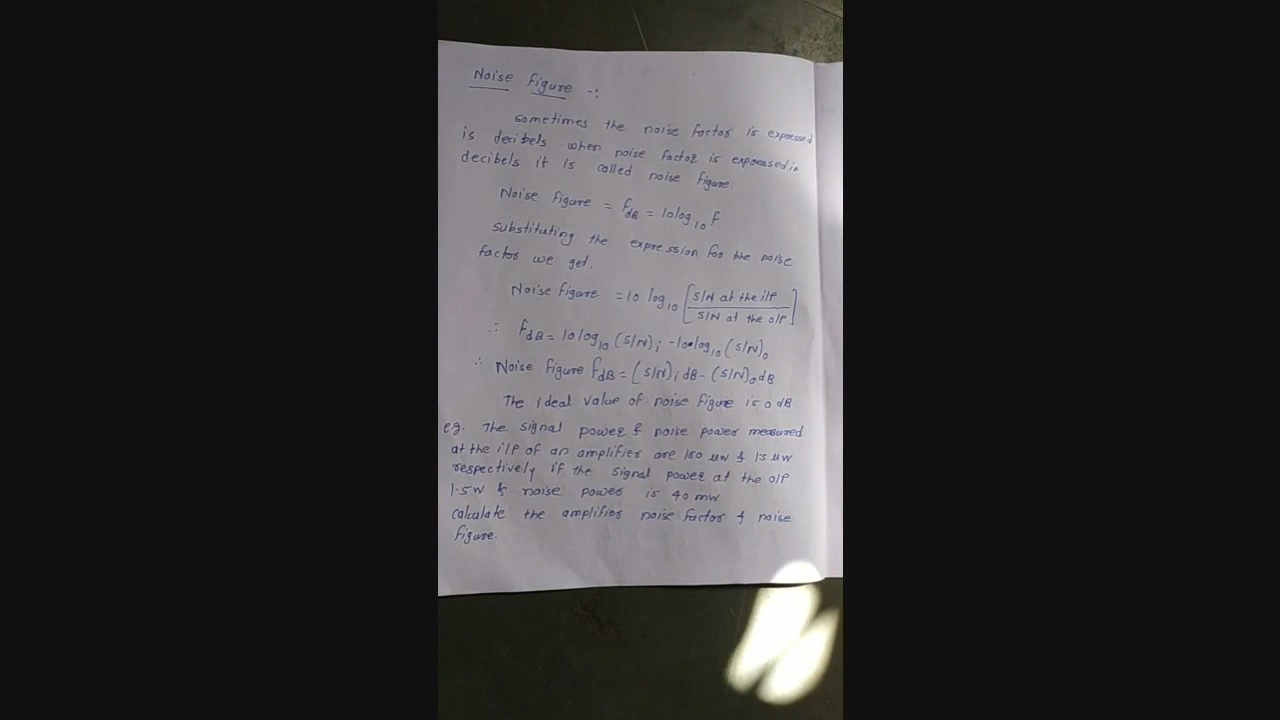 Noise figure -:
sometimes the noise factor is expressed
is decibels when noise factor is expressed in
decibels it is called noise figure.
Noise figure = FdB = 10log10 F
substituting the expression for the noise
factor we get.
Noise figure = 10 log10 [S/N at the i/P / S/N at the o/P]
∴ FdB = 10log10 (S/N)i - 10log10 (S/N)o
∴ Noise figure FdB = (S/N)i dB - (S/N)o dB
The ideal value of noise figure is 0 dB.
e.g. The signal power & noise power measured
at the i/P of an amplifier are 150 μw & 1.5 μw
respectively if the signal power at the o/P
1.5w & noise power is 40 mw
calculate the amplifier noise factor & noise
figure.